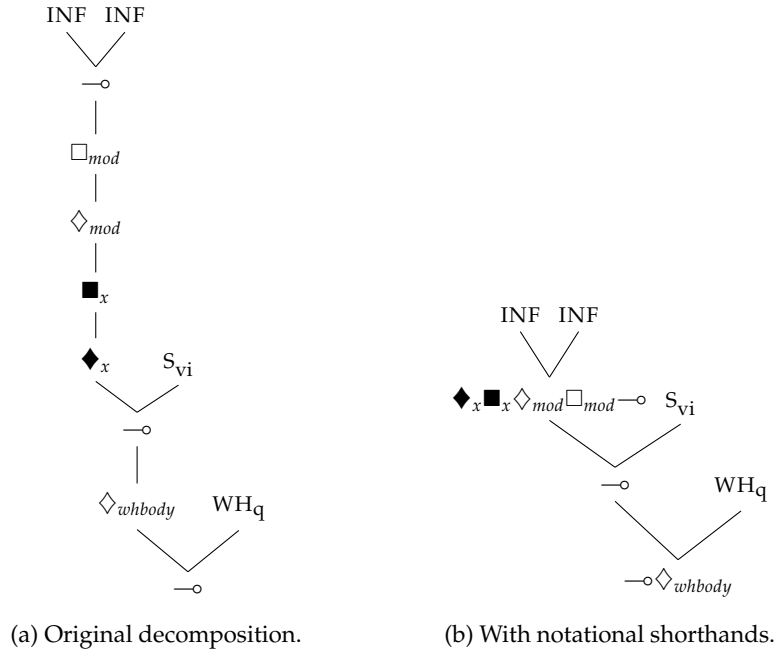 INF INF
⊸
□mod
◇mod
■x
♦x Svi
⊸
◇whbody WHq
⊸
(a) Original decomposition.
INF INF
♦x■x◇mod□mod⊸ Svi
⊸ WHq
⊸◇whbody
(b) With notational shorthands.